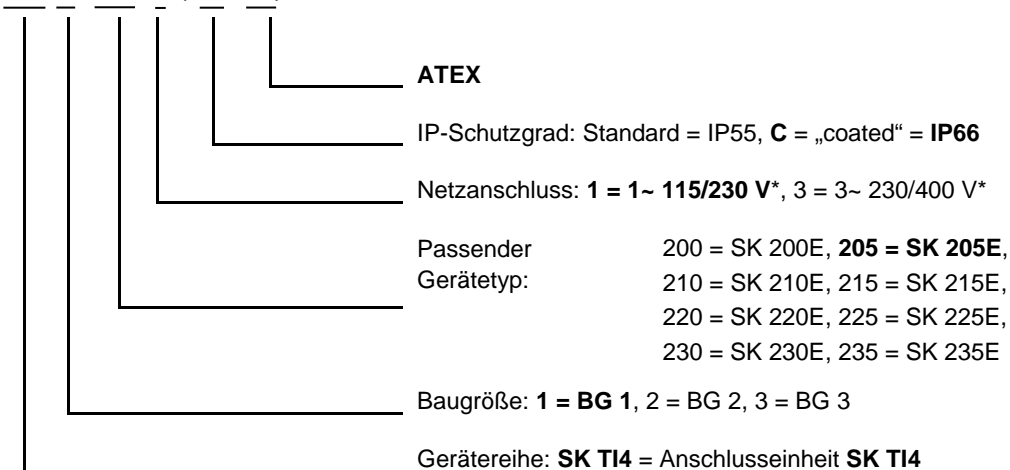 ATEX
IP-Schutzgrad: Standard = IP55, C = „coated“ = IP66
Netzanschluss: 1 = 1~ 115/230 V*, 3 = 3~ 230/400 V*
Passender 200 = SK 200E, 205 = SK 205E,
Gerätetyp: 210 = SK 210E, 215 = SK 215E,
220 = SK 220E, 225 = SK 225E,
230 = SK 230E, 235 = SK 235E
Baugröße: 1 = BG 1, 2 = BG 2, 3 = BG 3
Gerätereihe: SK TI4 = Anschlusseinheit SK TI4